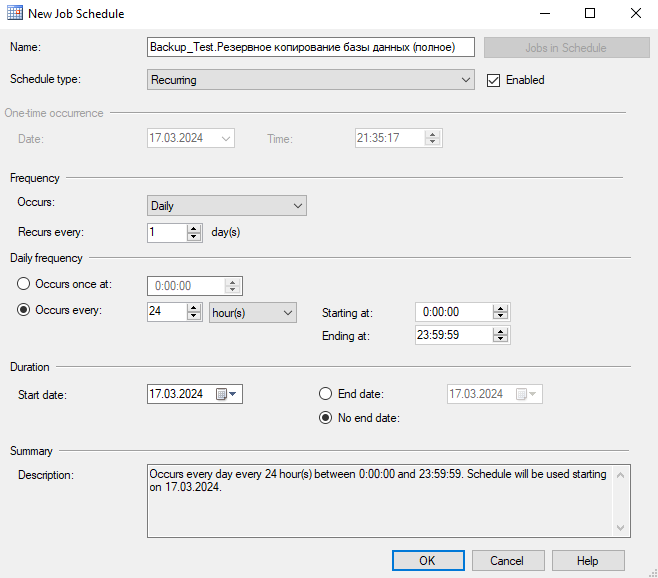 New Job Schedule
Name: Backup_Test.Резервное копирование базы данных (полное) Jobs in Schedule
Schedule type: Recurring Enabled
One-time occurrence
Date: 17.03.2024 Time: 21:35:17
Frequency
Occurs: Daily
Recurs every: 1 day(s)
Daily frequency
Occurs once at: 0:00:00
Occurs every: 24 hour(s) Starting at: 0:00:00
Ending at: 23:59:59
Duration
Start date: 17.03.2024 End date: 17.03.2024
No end date:
Summary
Description: Occurs every day every 24 hour(s) between 0:00:00 and 23:59:59. Schedule will be used starting
on 17.03.2024.
OK Cancel Help